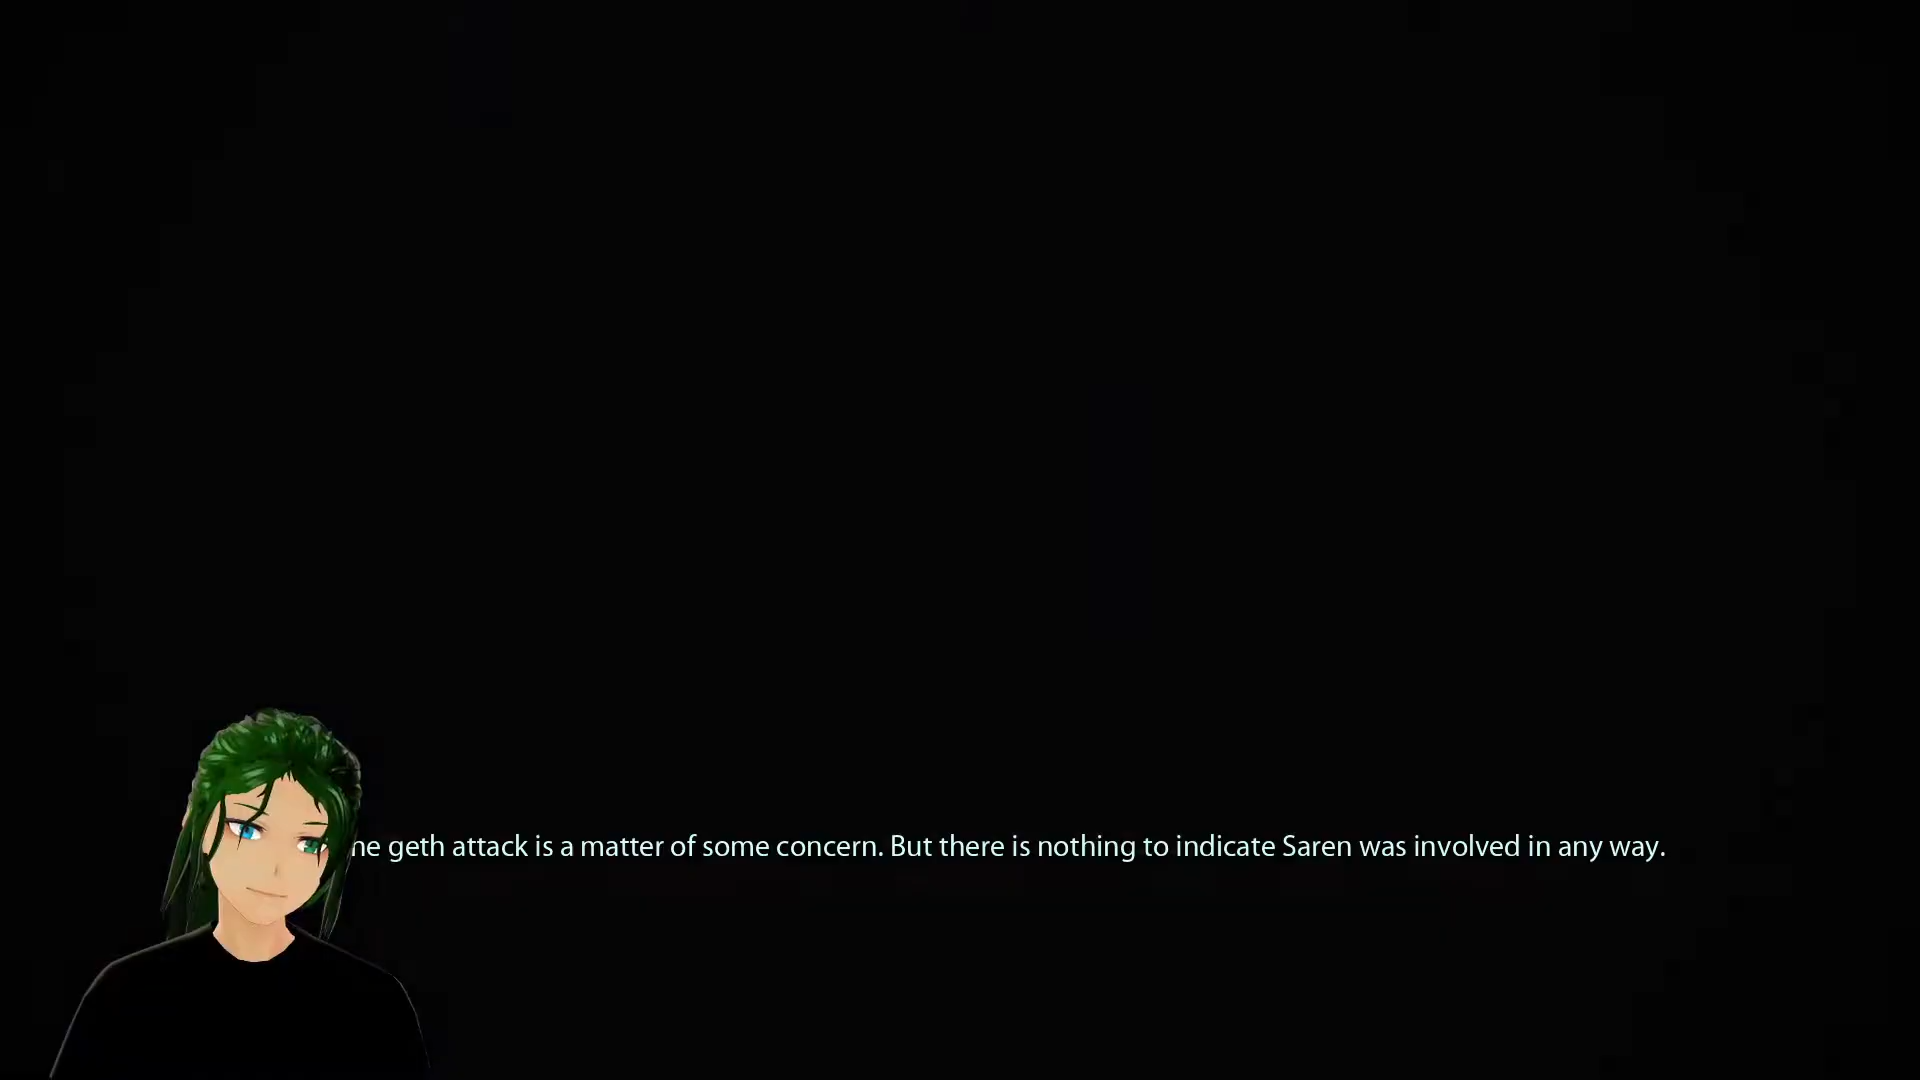 he geth attack is a matter of some concern. But there is nothing to indicate Saren was involved in any way.